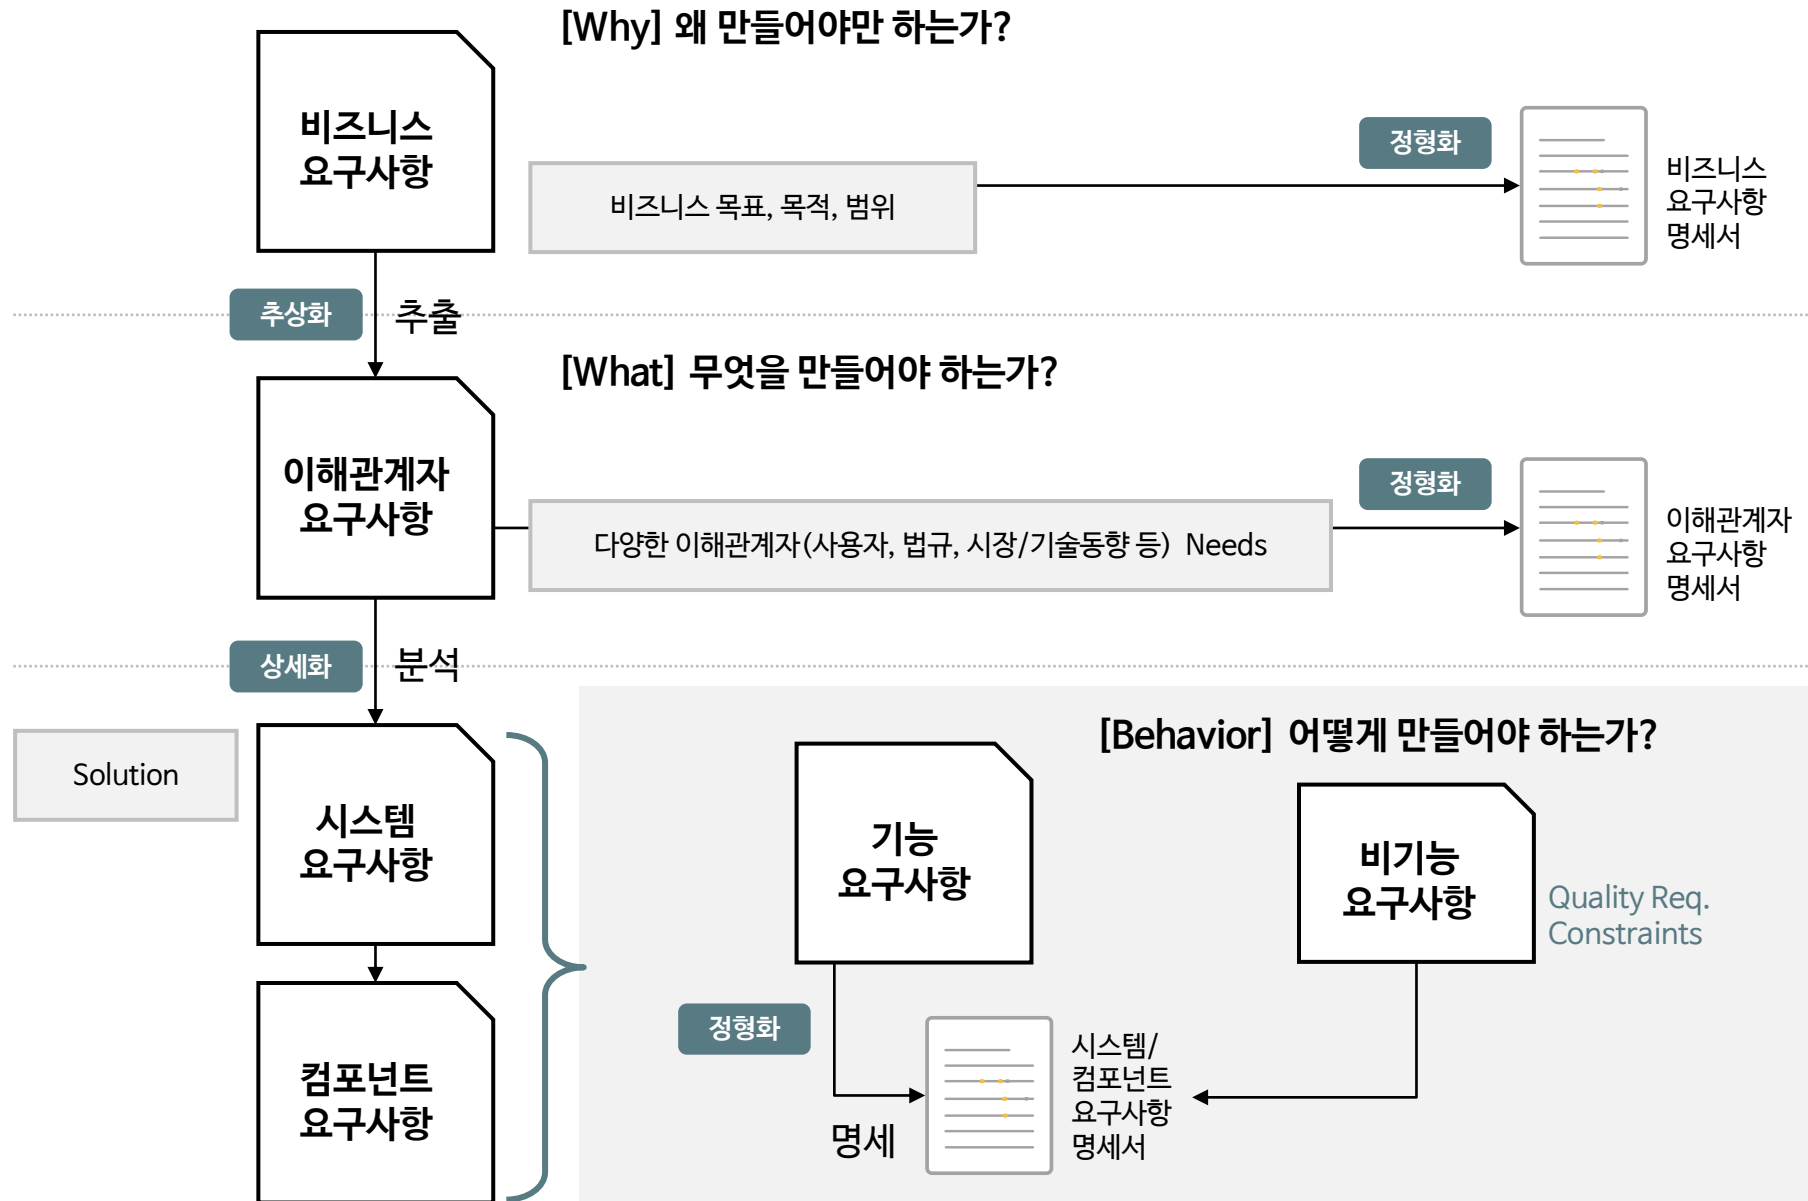 [Why] 왜 만들어야만 하는가?
비즈니스
요구사항
정형화
비즈니스 목표, 목적, 범위
비즈니스
요구사항
명세서
추상화
추출
[What] 무엇을 만들어야 하는가?
이해관계자
요구사항
정형화
다양한 이해관계자(사용자, 법규, 시장/기술동향 등) Needs
이해관계자
요구사항
명세서
상세화
분석
Solution
시스템
요구사항
[Behavior] 어떻게 만들어야 하는가?
기능
요구사항
비기능
요구사항
Quality Req.
Constraints
컴포넌트
요구사항
정형화
명세
시스템/
컴포넌트
요구사항
명세서